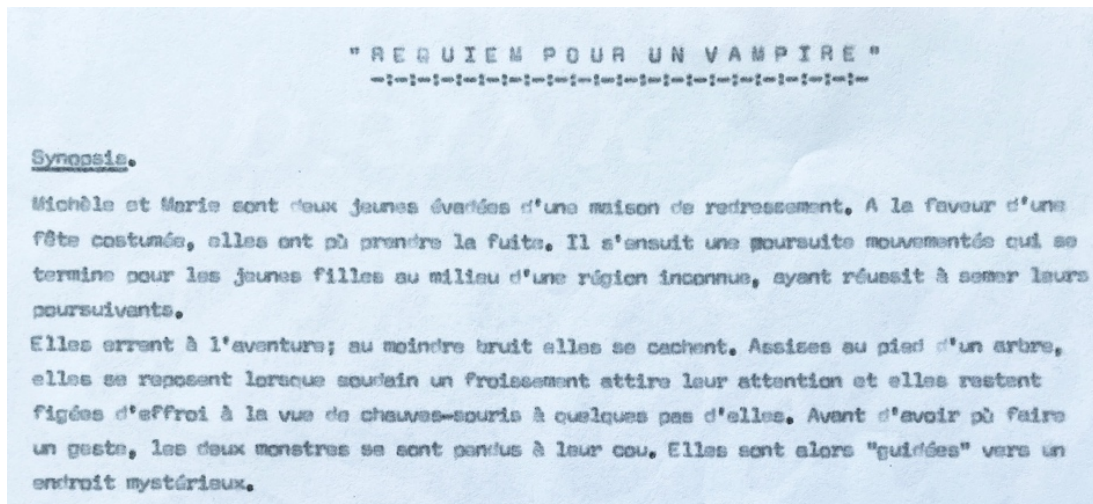 " R E Q U I E M  P O U R  U N  V A M P I R E "
-:-:-:-:-:-:-:-:-:-:-:-:-:-:-:-:-:-:-:-:-:-
Synopsis.
Michèle et Marie sont deux jeunes évadées d'une maison de redressement. A la faveur d'une
fête costumée, elles ont pù prendre la fuite. Il s'ensuit une poursuite mouvementés qui se
termine pour les jeunes filles au milieu d'une région inconnue, ayant réussit à semer leurs
poursuivants.
Elles errent à l'aventure; au moindre bruit elles se cachent. Assises au pied d'un arbre,
elles se reposent lorsque soudain un froissement attire leur attention et elles restent
figées d'effroi à la vue de chauves-souris à quelques pas d'elles. Avant d'avoir pù faire
un geste, les deux monstres se sont pendus à leur cou. Elles sont alors "guidées" vers un
endroit mystérieux.